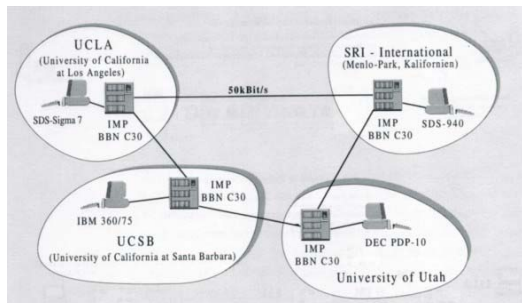 UCLA
(University of California
at Los Angeles)
SDS-Sigma 7
IMP
BBN C30
50kBit/s
SRI - International
(Menlo-Park, Kalifornien)
IMP
BBN C30
SDS-940
IBM 360/75
IMP
BBN C30
UCSB
(University of California at Santa Barbara)
IMP
BBN C30
DEC PDP-10
University of Utah